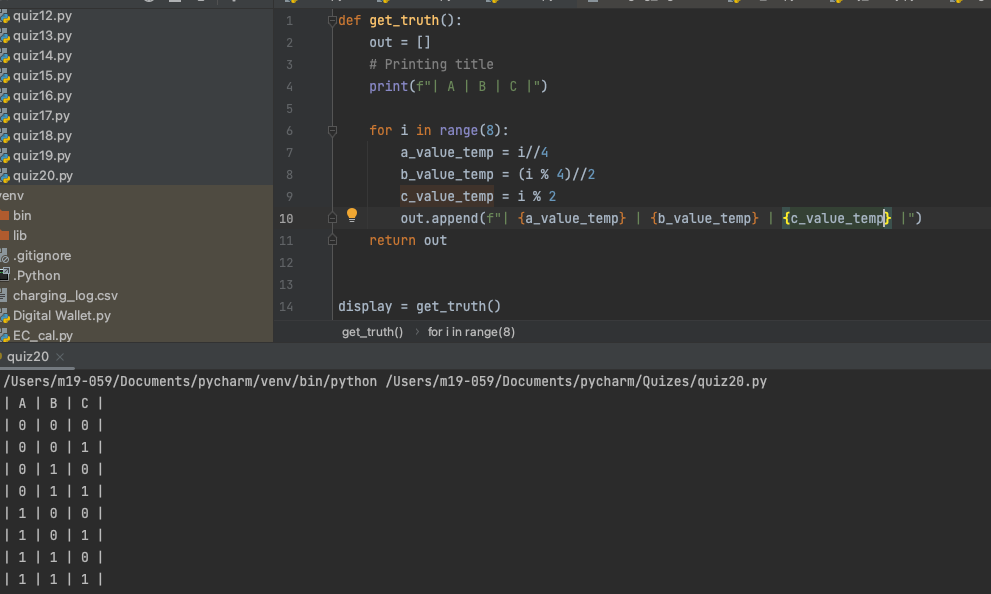 quiz12.py
quiz13.py
quiz14.py
quiz15.py
quiz16.py
quiz17.py
quiz18.py
quiz19.py
quiz20.py
venv
bin
lib
.gitignore
.Python
charging_log.csv
Digital Wallet.py
EC_cal.py
1 def get_truth():
2     out = []
3     # Printing title
4     print(f"| A | B | C |")
5
6     for i in range(8):
7         a_value_temp = i//4
8         b_value_temp = (i % 4)//2
9         c_value_temp = i % 2
10         out.append(f"| {a_value_temp} | {b_value_temp} | {c_value_temp} |")
11     return out
12
13
14 display = get_truth()
get_truth() › for i in range(8)
quiz20 ×
/Users/m19-059/Documents/pycharm/venv/bin/python /Users/m19-059/Documents/pycharm/Quizes/quiz20.py
| A | B | C |
| 0 | 0 | 0 |
| 0 | 0 | 1 |
| 0 | 1 | 0 |
| 0 | 1 | 1 |
| 1 | 0 | 0 |
| 1 | 0 | 1 |
| 1 | 1 | 0 |
| 1 | 1 | 1 |